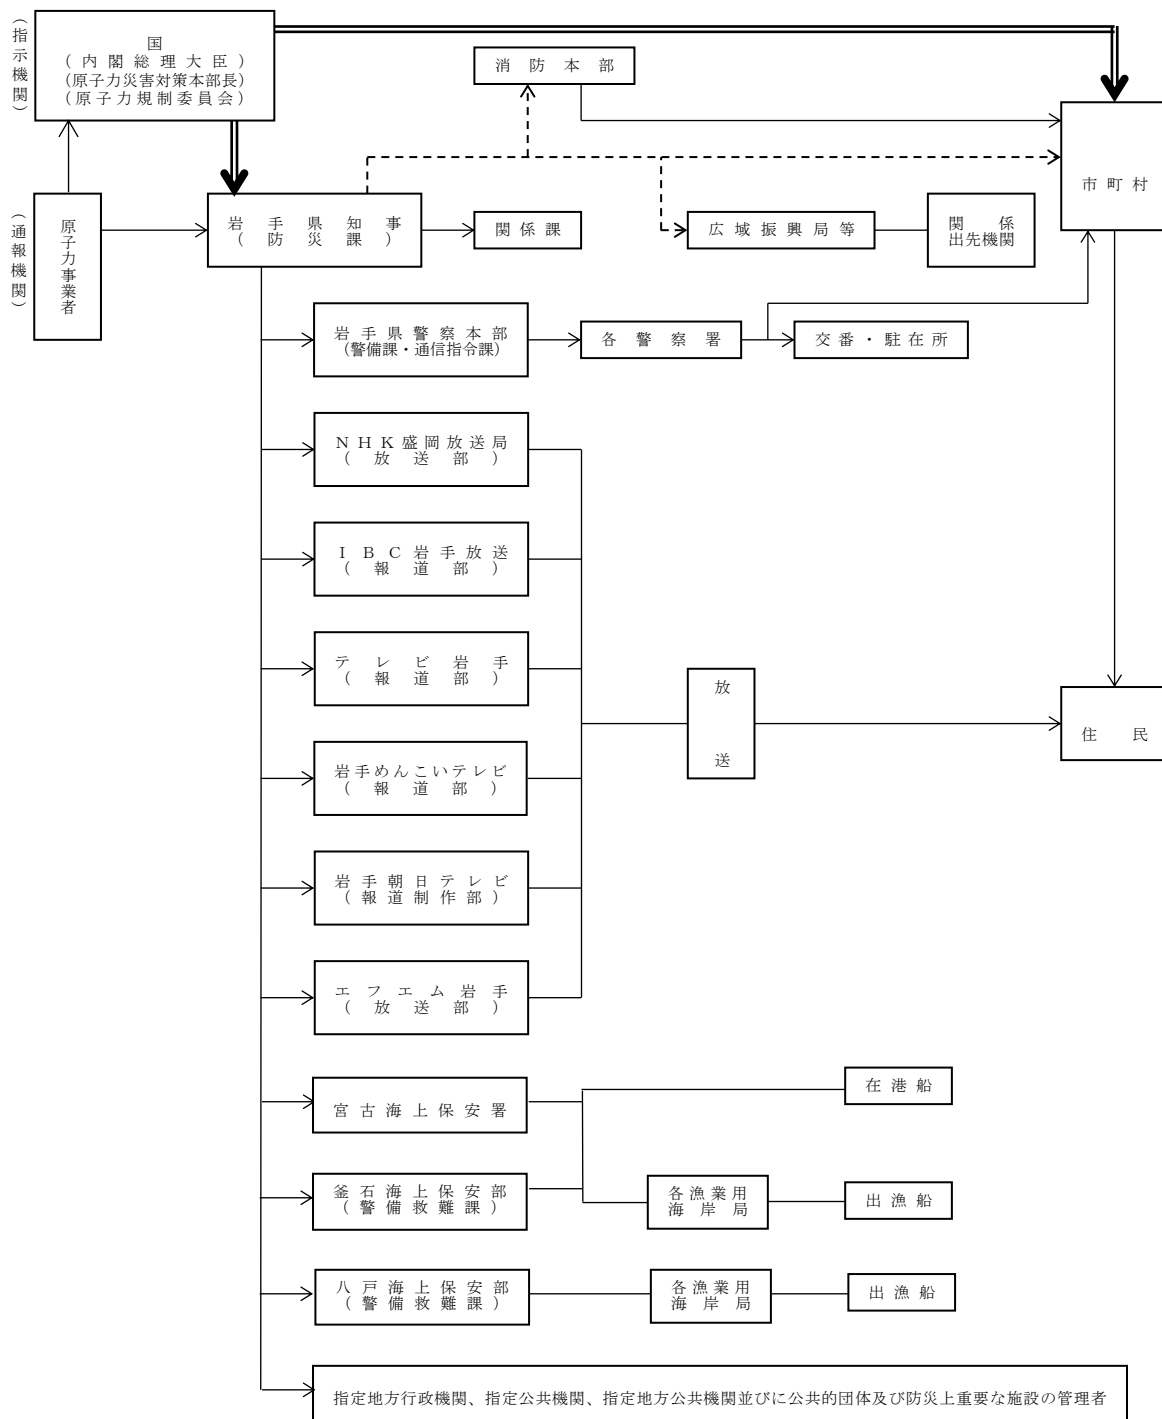 （指示機関）
国
（内閣総理大臣）
（原子力災害対策本部長）
（原子力規制委員会）
消防本部
市町村
（通報機関）
原子力事業者
岩手県知事
（防災課）
関係課
広域振興局等
関係
出先機関
岩手県警察本部
（警備課・通信指令課）
各警察署
交番・駐在所
ＮＨＫ盛岡放送局
（放送部）
ＩＢＣ岩手放送
（報道部）
テレビ岩手
（報道部）
放送
住民
岩手めんこいテレビ
（報道部）
岩手朝日テレビ
（報道制作部）
エフエム岩手
（放送部）
宮古海上保安署
在港船
釜石海上保安部
（警備救難課）
各漁業用
海岸局
出漁船
八戸海上保安部
（警備救難課）
各漁業用
海岸局
出漁船
指定地方行政機関、指定公共機関、指定地方公共機関並びに公共的団体及び防災上重要な施設の管理者